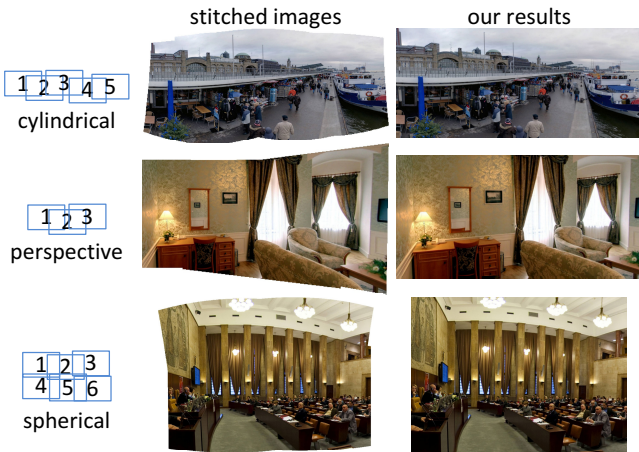 stitched images
our results
1 2 3 4 5
cylindrical
1 2 3
perspective
1 2 3
4 5 6
spherical